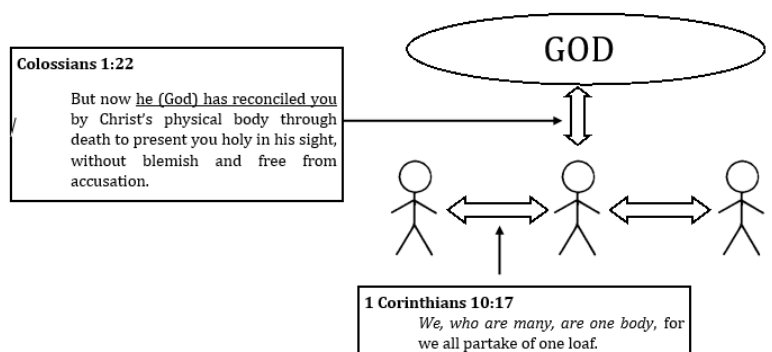 GOD
Colossians 1:22
But now he (God) has reconciled you
by Christ's physical body through
death to present you holy in his sight,
without blemish and free from
accusation.
1 Corinthians 10:17
We, who are many, are one body, for
we all partake of one loaf.